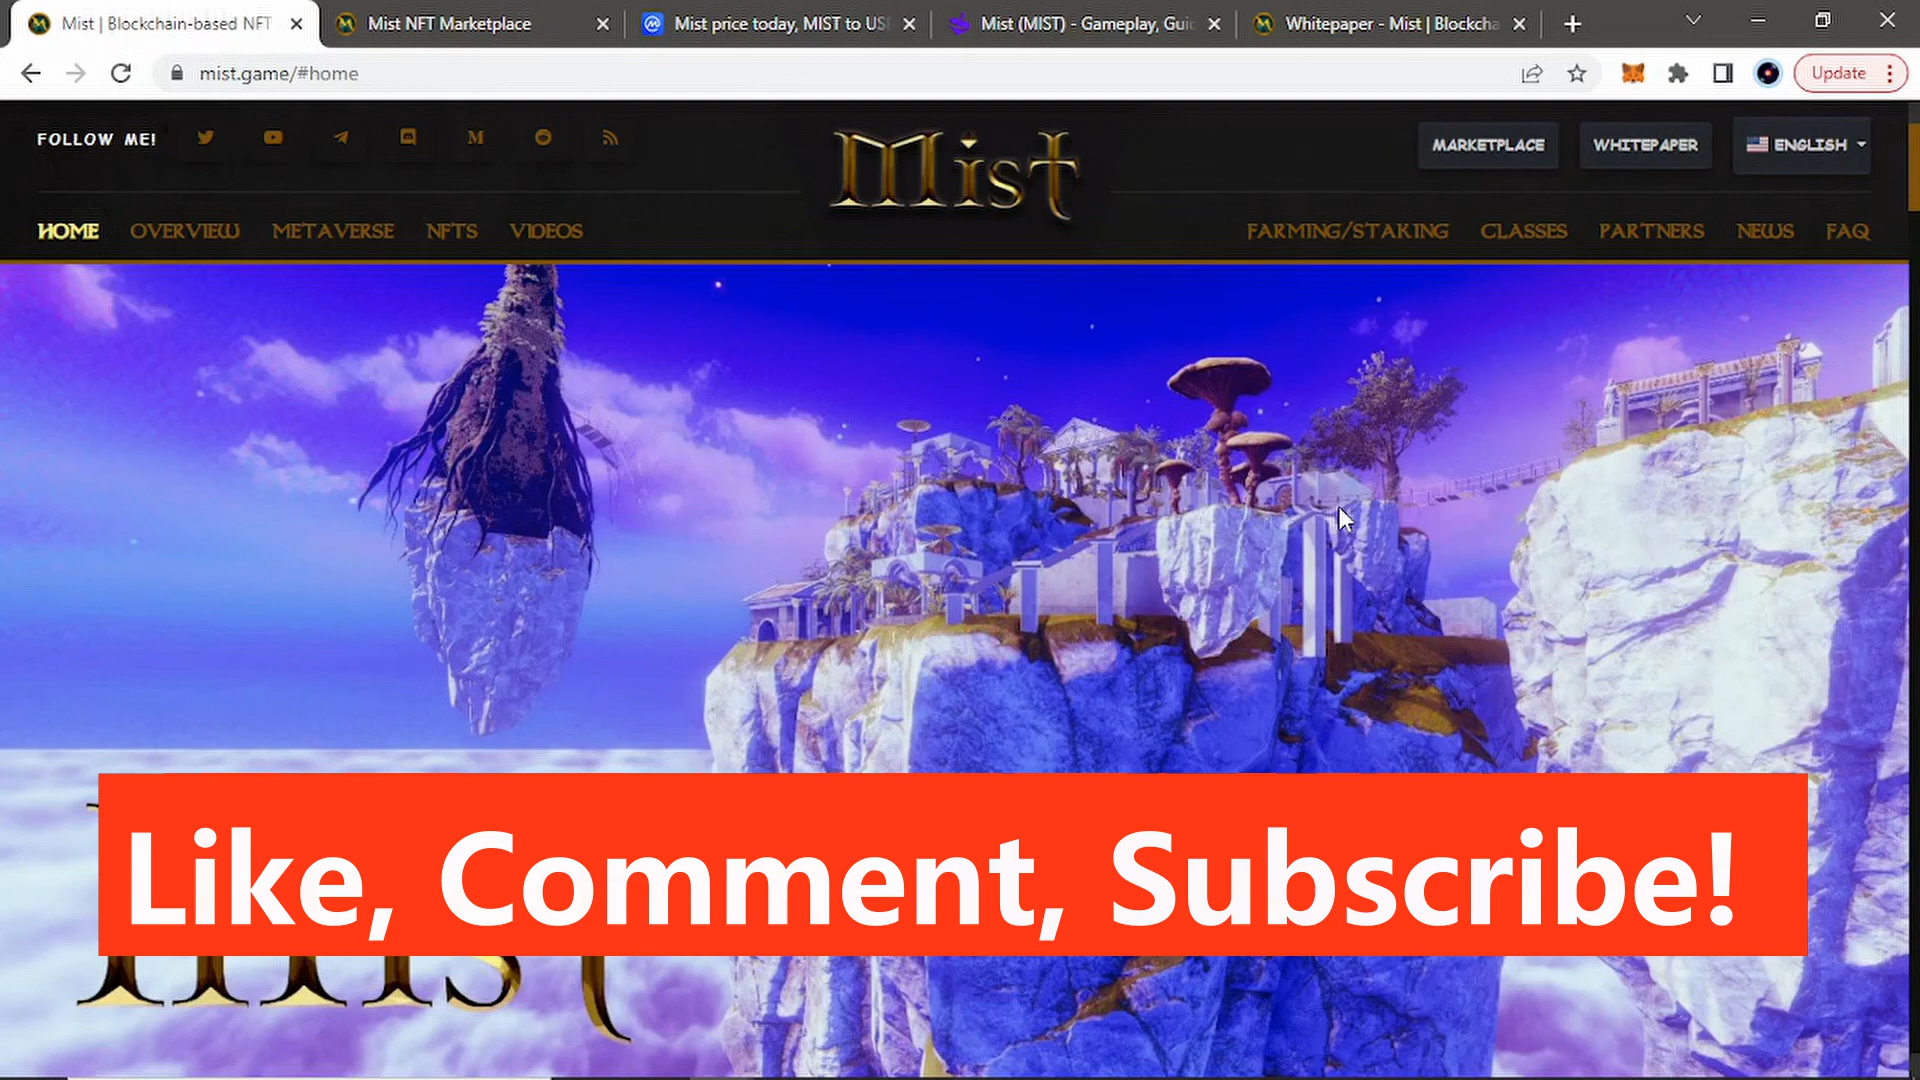 Mist | Blockchain-based NFT
Mist NFT Marketplace
Mist price today, MIST to US
Mist (MIST) - Gameplay, Gui
Whitepaper - Mist | Blockcha
mist.game/#home
Update
FOLLOW ME!
M
Mist
MARKETPLACE
WHITEPAPER
ENGLISH
HOME
OVERVIEW
METAVERSE
NFTS
VIDEOS
FARMING/STAKING
CLASSES
PARTNERS
NEWS
FAQ
Like, Comment, Subscribe!
Mist